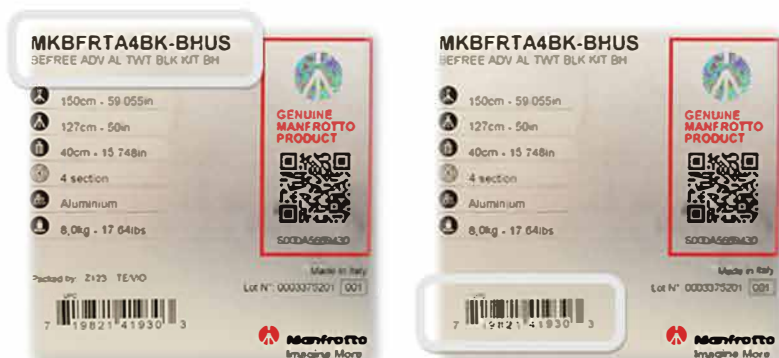 MKBFRTA4BK-BHUS
BEFREE ADV AL TWT BLK KIT BH
150cm - 59.055in
127cm - 50in
40cm - 15.748in
4 section
Aluminium
8,0kg - 17.64lbs
GENUINE
MANFROTTO
PRODUCT
Made in Italy
Packed by:
Lot N°: 0003375201 001
UPC
7 19821 41930 3
Manfrotto
Imagine More
MKBFRTA4BK-BHUS
BEFREE ADV AL TWT BLK KIT BH
150cm - 59.055in
127cm - 50in
40cm - 15.748in
4 section
Aluminium
8,0kg - 17.64lbs
GENUINE
MANFROTTO
PRODUCT
Made in Italy
Lot N°: 0003375201 001
UPC
7 19821 41930 3
Manfrotto
Imagine More